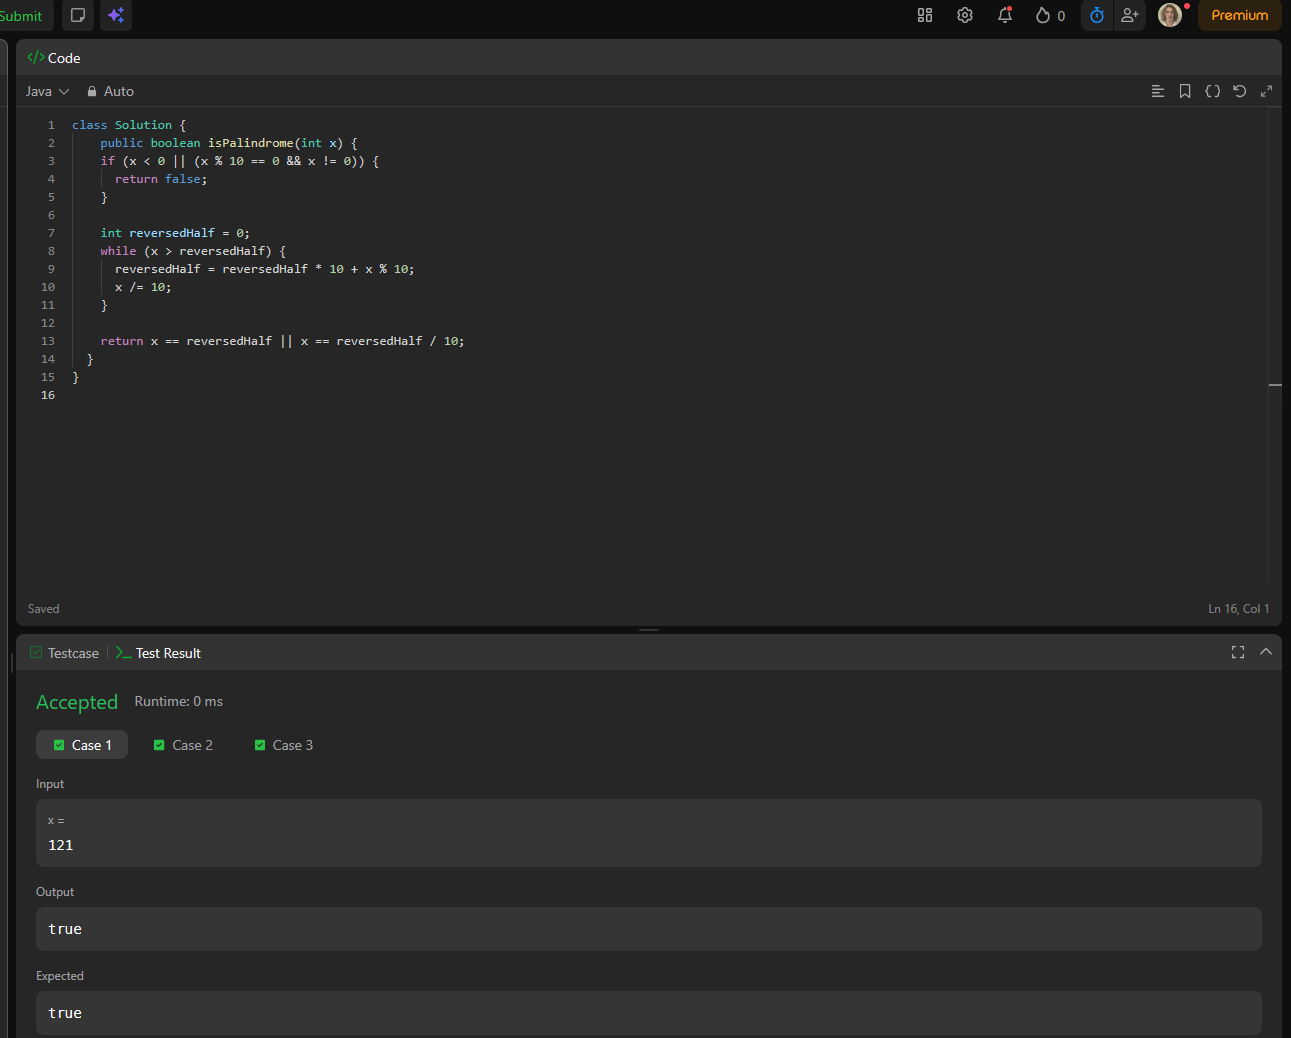 Submit
0
Premium
</> Code
Java Auto
1 class Solution {
2 public boolean isPalindrome(int x) {
3 if (x < 0 || (x % 10 == 0 && x != 0)) {
4 return false;
5 }
6
7 int reversedHalf = 0;
8 while (x > reversedHalf) {
9 reversedHalf = reversedHalf * 10 + x % 10;
10 x /= 10;
11 }
12
13 return x == reversedHalf || x == reversedHalf / 10;
14 }
15 }
16
Saved Ln 16, Col 1
Testcase Test Result
Accepted Runtime: 0 ms
Case 1 Case 2 Case 3
Input
x =
121
Output
true
Expected
true